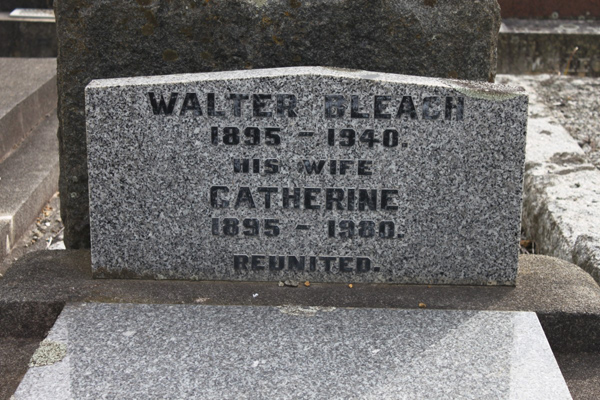 WALTER BLEACH
1895 - 1940.
HIS WIFE
CATHERINE
1895 - 1980.
REUNITED.